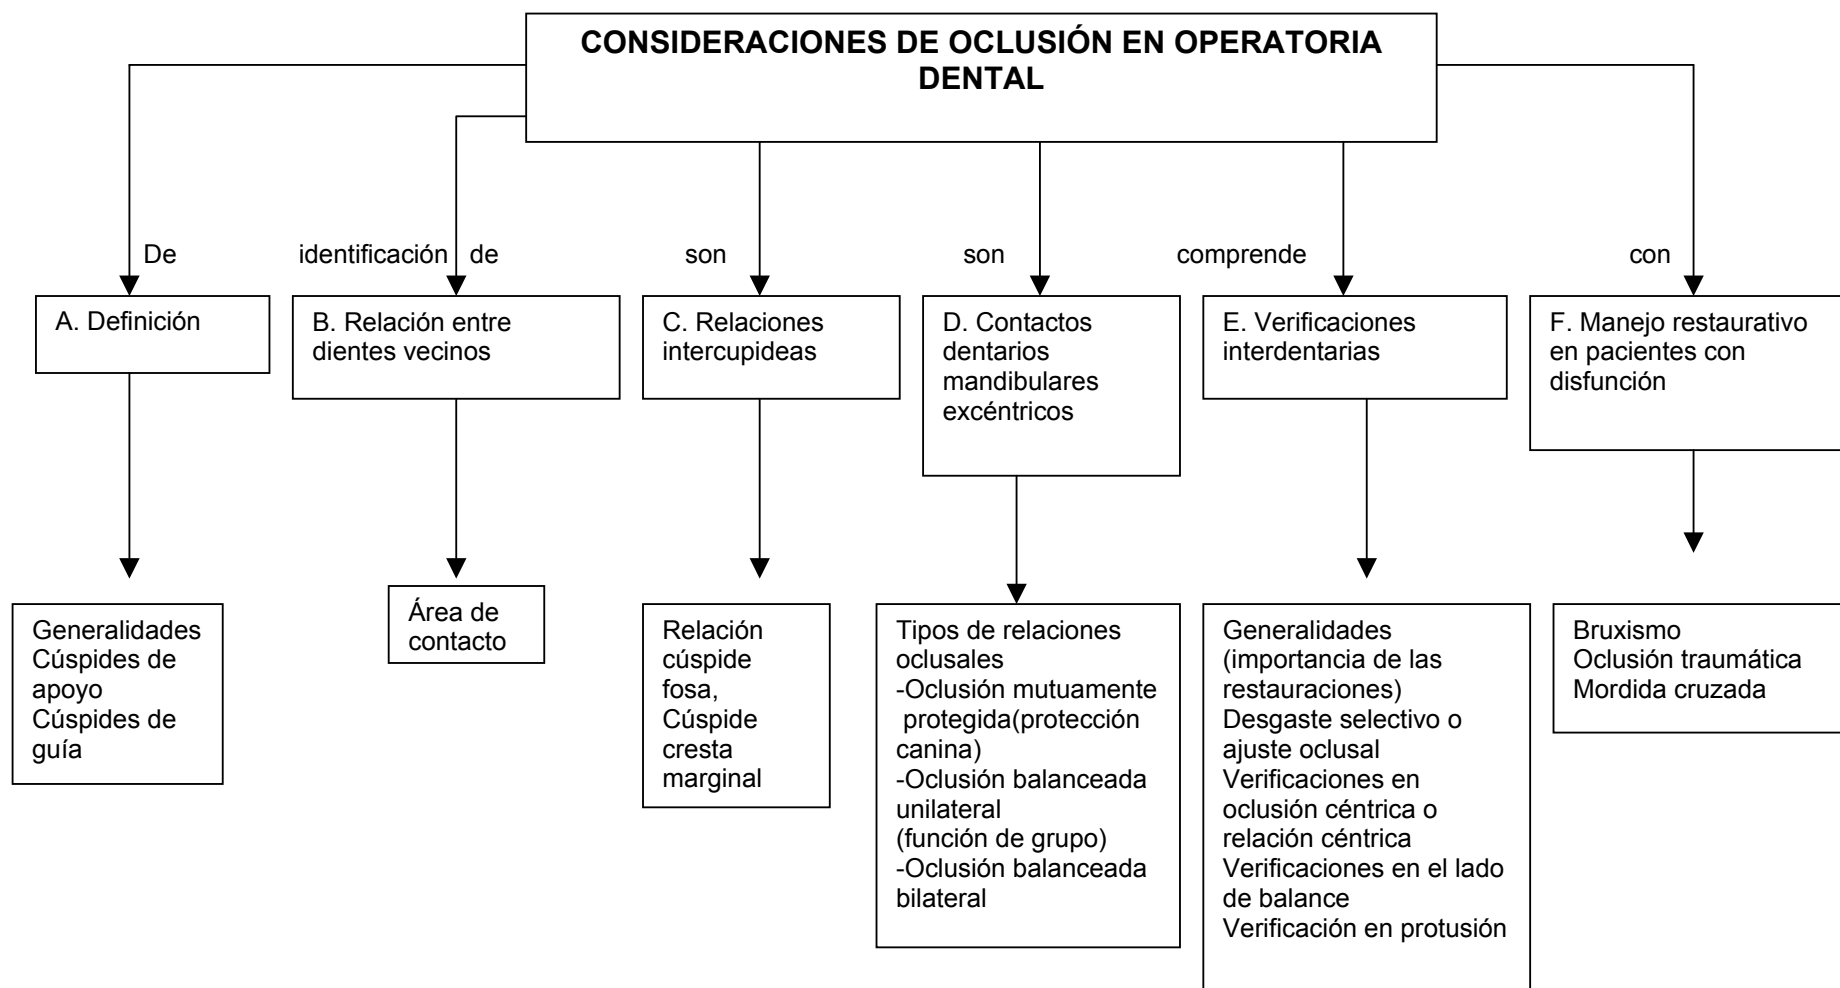 CONSIDERACIONES DE OCLUSIÓN EN OPERATORIA
DENTAL
De
identificación de
son
son
comprende
con
A. Definición
B. Relación entre
dientes vecinos
C. Relaciones
intercupideas
D. Contactos
dentarios
mandibulares
excéntricos
E. Verificaciones
interdentarias
F. Manejo restaurativo
en pacientes con
disfunción
Generalidades
Cúspides de
apoyo
Cúspides de
guía
Área de
contacto
Relación
cúspide
fosa,
Cúspide
cresta
marginal
Tipos de relaciones
oclusales
-Oclusión mutuamente
protegida(protección
canina)
-Oclusión balanceada
unilateral
(función de grupo)
-Oclusión balanceada
bilateral
Generalidades
(importancia de las
restauraciones)
Desgaste selectivo o
ajuste oclusal
Verificaciones en
oclusión céntrica o
relación céntrica
Verificaciones en el lado
de balance
Verificación en protusión
Bruxismo
Oclusión traumática
Mordida cruzada